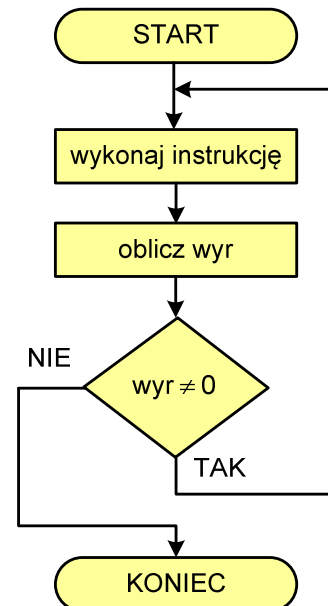 START
wykonaj instrukcję
oblicz wyr
NIE
wyr ≠ 0
TAK
KONIEC